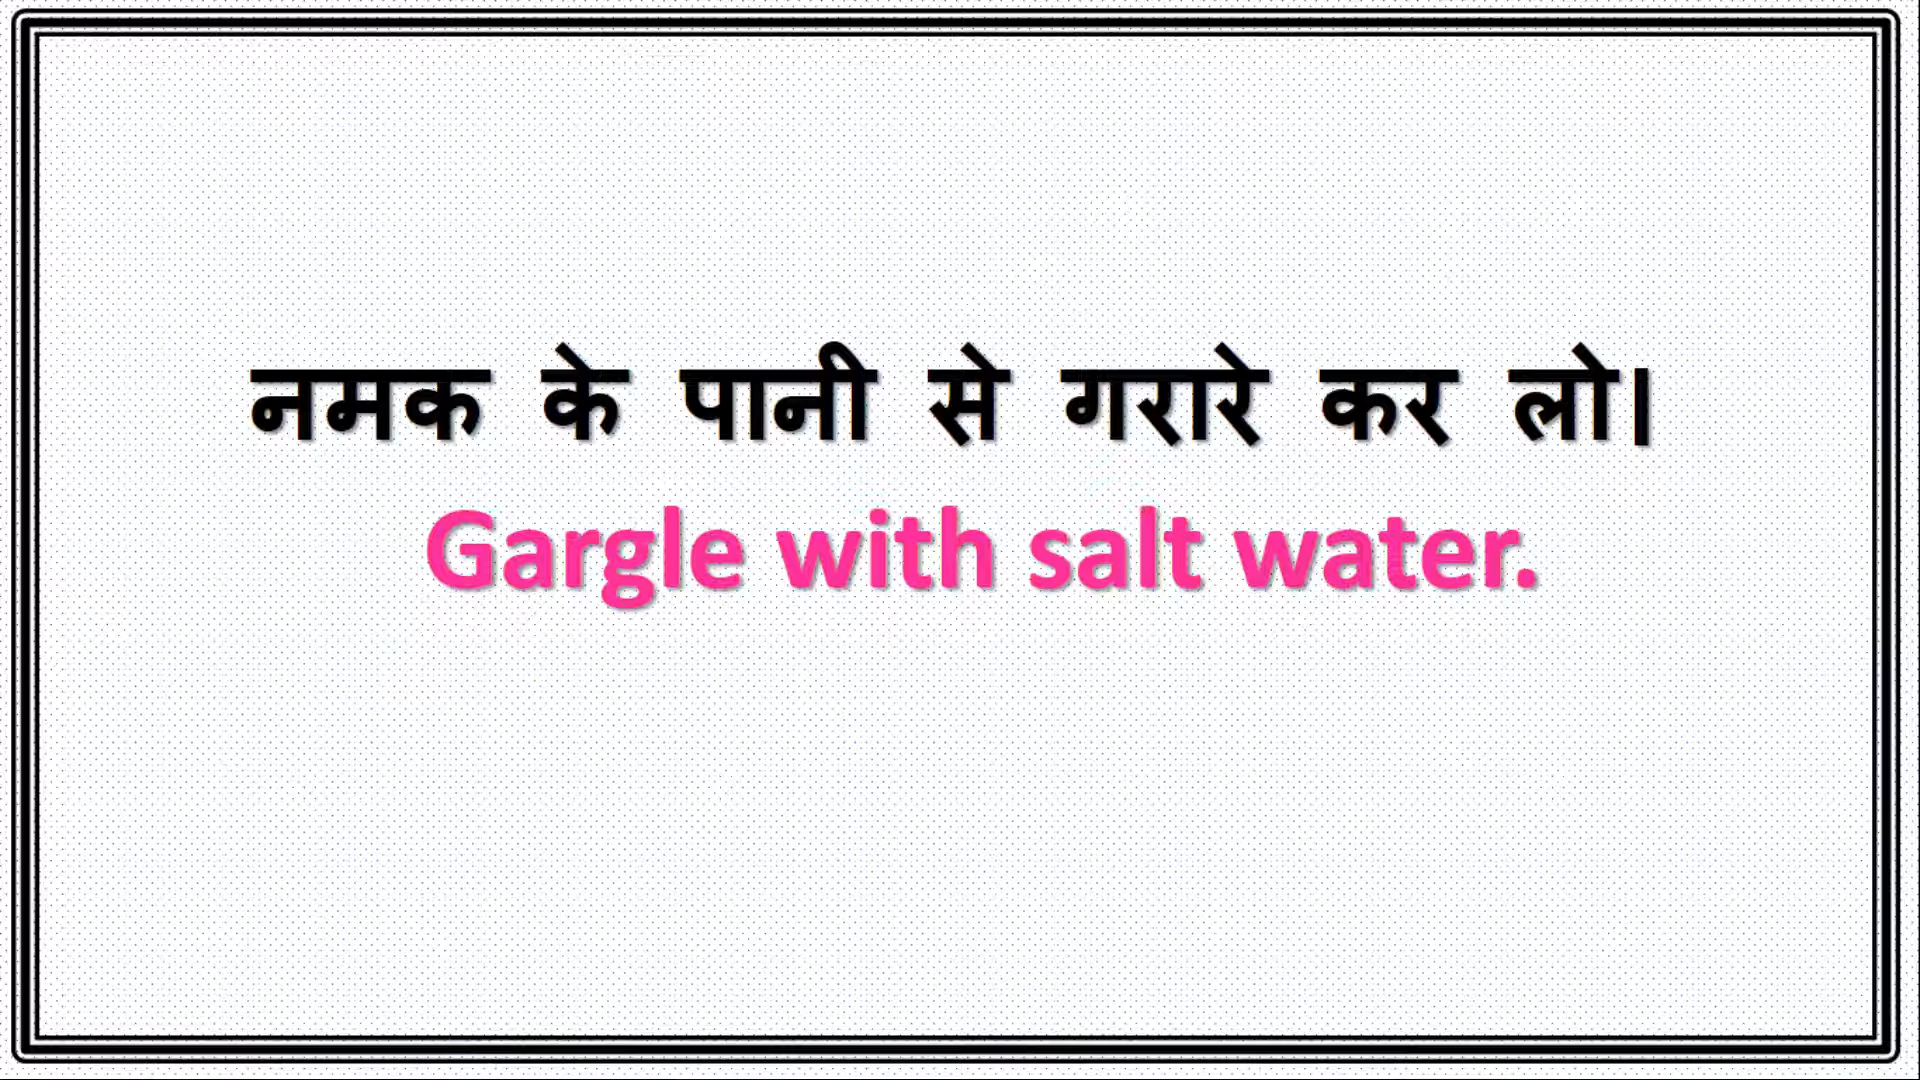 नमक के पानी से गरारे कर लो।
Gargle with salt water.